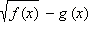 √f(x) − g(x)